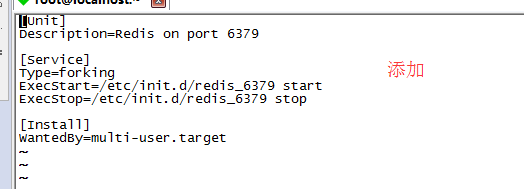 root@localhost:~
[Unit]
Description=Redis on port 6379
[Service]
Type=forking
ExecStart=/etc/init.d/redis_6379 start
ExecStop=/etc/init.d/redis_6379 stop
添加
[Install]
WantedBy=multi-user.target
~
~
~